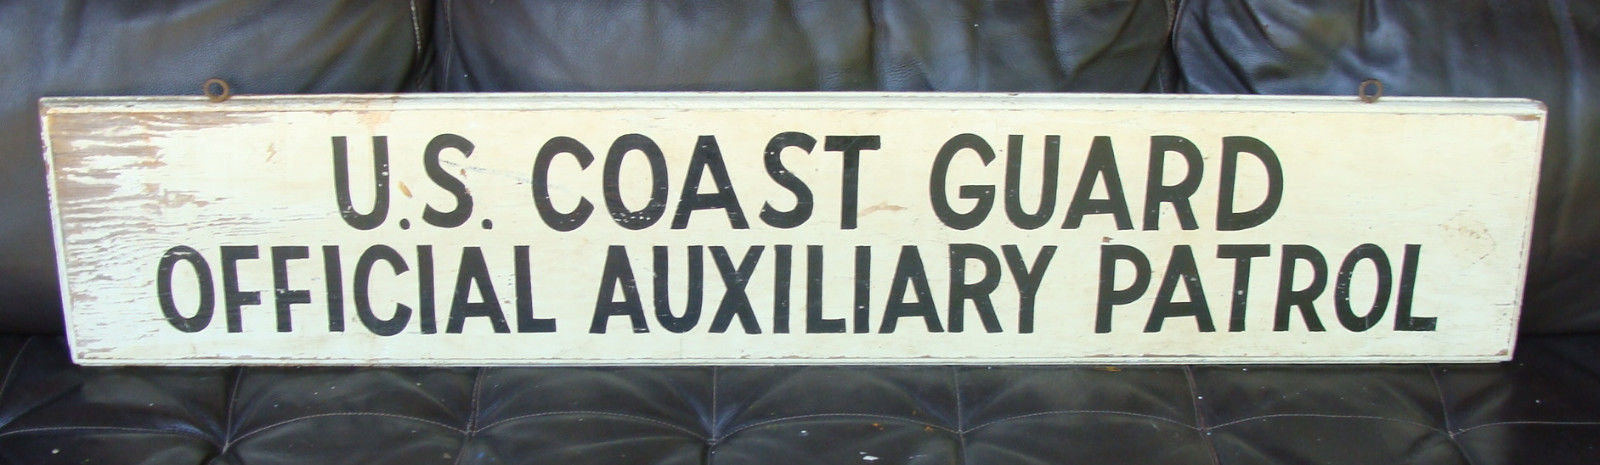 U.S. COAST GUARD
OFFICIAL AUXILIARY PATROL